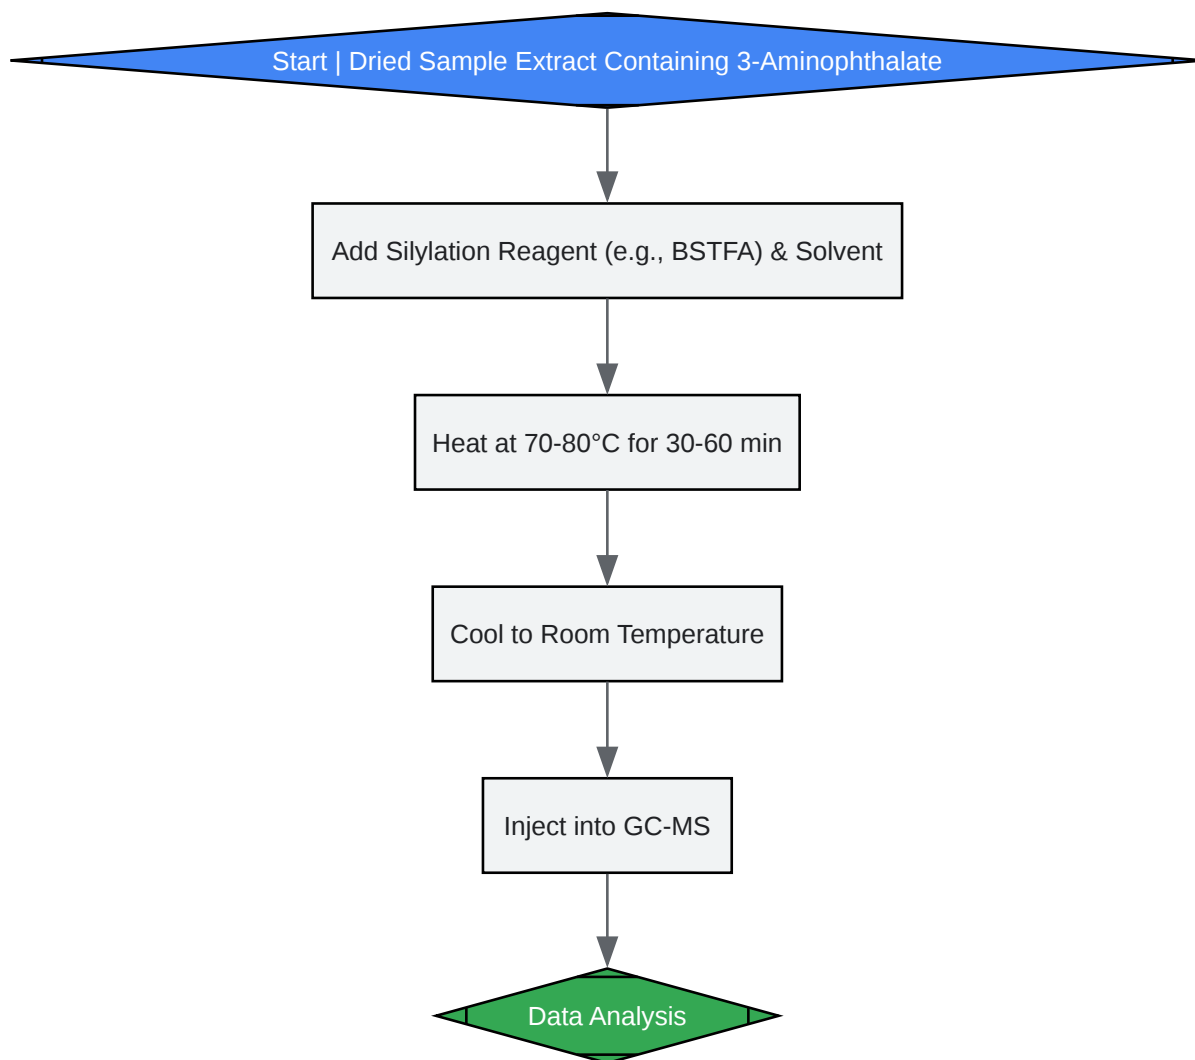 Start | Dried Sample Extract Containing 3-Aminophthalate
Add Silylation Reagent (e.g., BSTFA) & Solvent
Heat at 70-80°C for 30-60 min
Cool to Room Temperature
Inject into GC-MS
Data Analysis